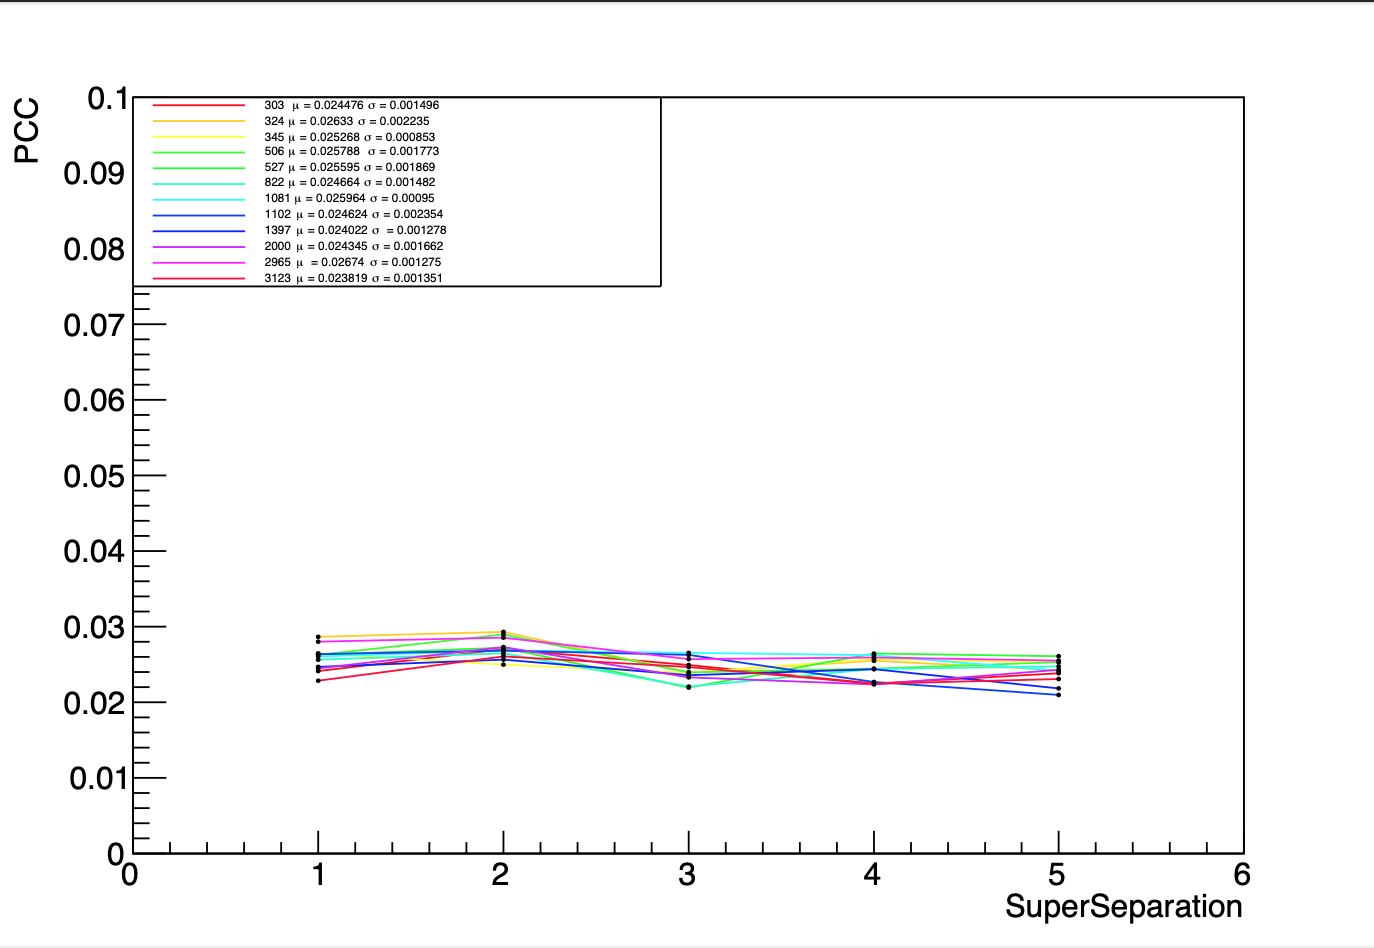 PCC
0.1
0.09
0.08
0.07
0.06
0.05
0.04
0.03
0.02
0.01
0
303 μ = 0.024476 σ = 0.001496
324 μ = 0.02633 σ = 0.002235
345 μ = 0.025268 σ = 0.000853
506 μ = 0.025788 σ = 0.001773
527 μ = 0.025595 σ = 0.001869
822 μ = 0.024664 σ = 0.001482
1081 μ = 0.025964 σ = 0.00095
1102 μ = 0.024624 σ = 0.002354
1397 μ = 0.024022 σ = 0.001278
2000 μ = 0.024345 σ = 0.001662
2965 μ = 0.02674 σ = 0.001275
3123 μ = 0.023819 σ = 0.001351
0 1 2 3 4 5 6
SuperSeparation